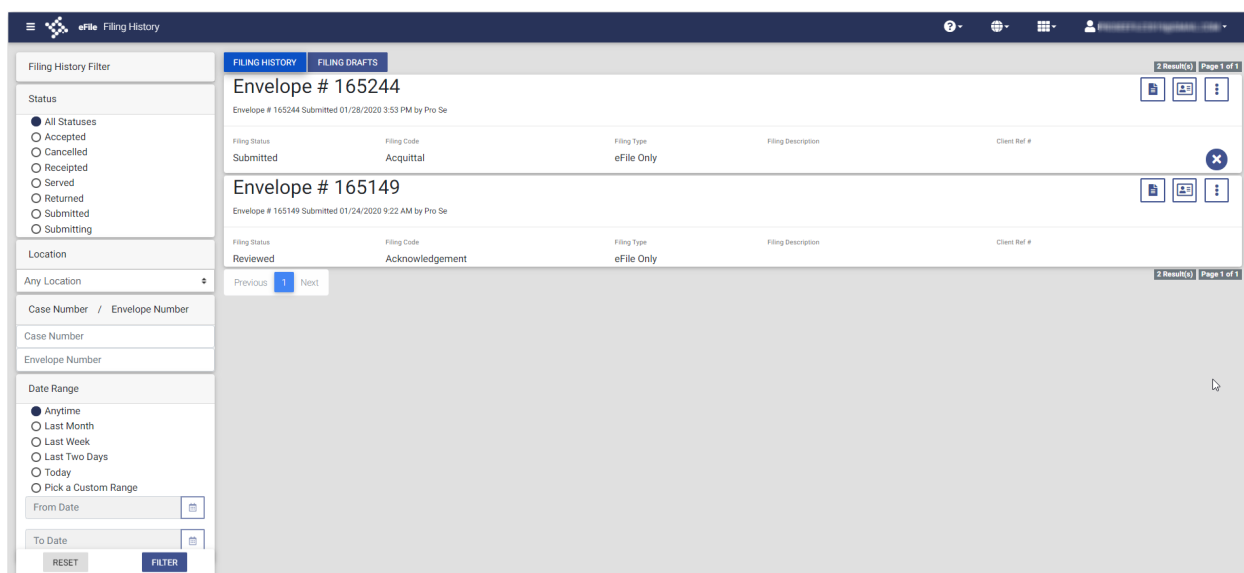 eFile Filing History
Filing History Filter
Status
All Statuses
Accepted
Cancelled
Receipted
Served
Returned
Submitted
Submitting
Location
Any Location
Case Number / Envelope Number
Case Number
Envelope Number
Date Range
Anytime
Last Month
Last Week
Last Two Days
Today
Pick a Custom Range
From Date
To Date
RESET FILTER
FILING HISTORY FILING DRAFTS
2 Result(s) Page 1 of 1
Envelope # 165244
Envelope # 165244 Submitted 01/28/2020 3:53 PM by Pro Se
Filing Status Filing Code Filing Type Filing Description Client Ref #
Submitted Acquittal eFile Only
Envelope # 165149
Envelope # 165149 Submitted 01/24/2020 9:22 AM by Pro Se
Filing Status Filing Code Filing Type Filing Description Client Ref #
Reviewed Acknowledgement eFile Only
Previous 1 Next
2 Result(s) Page 1 of 1